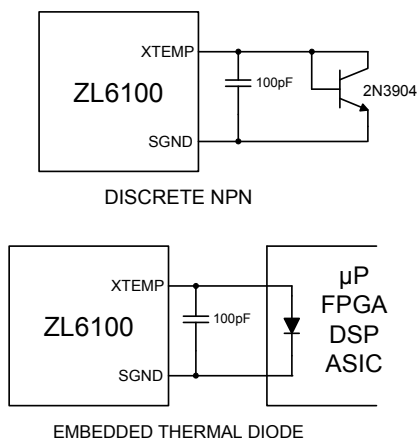 XTEMP
ZL6100
100pF
2N3904
SGND
DISCRETE NPN
XTEMP
µP
FPGA
ZL6100
100pF
DSP
ASIC
SGND
EMBEDDED THERMAL DIODE